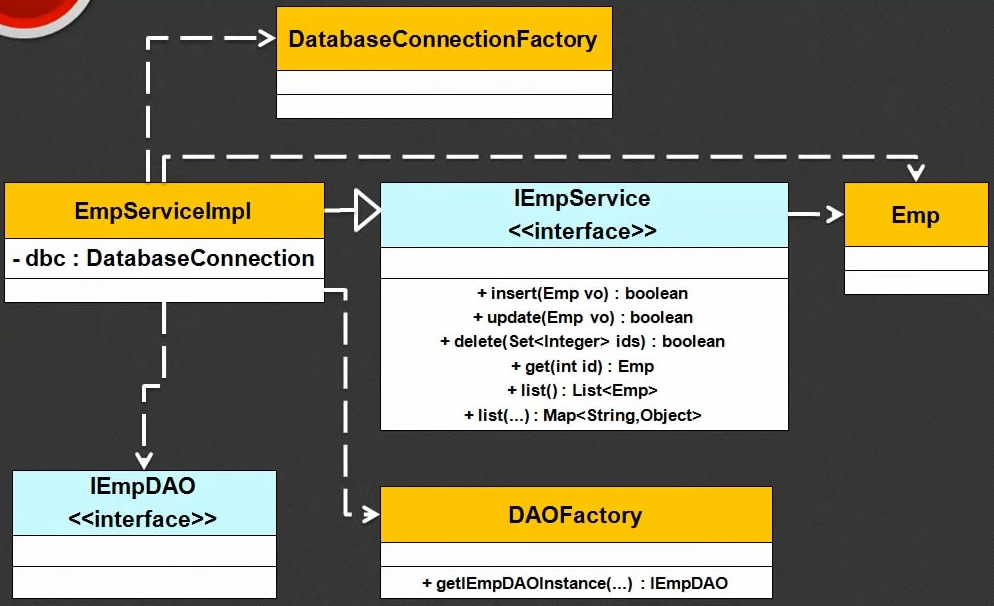 DatabaseConnectionFactory
EmpServiceImpl
- dbc : DatabaseConnection
IEmpService
<<interface>>
+ insert(Emp vo) : boolean
+ update(Emp vo) : boolean
+ delete(Set<Integer> ids) : boolean
+ get(int id) : Emp
+ list() : List<Emp>
+ list(...) : Map<String,Object>
Emp
IEmpDAO
<<interface>>
DAOFactory
+ getIEmpDAOInstance(...) : IEmpDAO